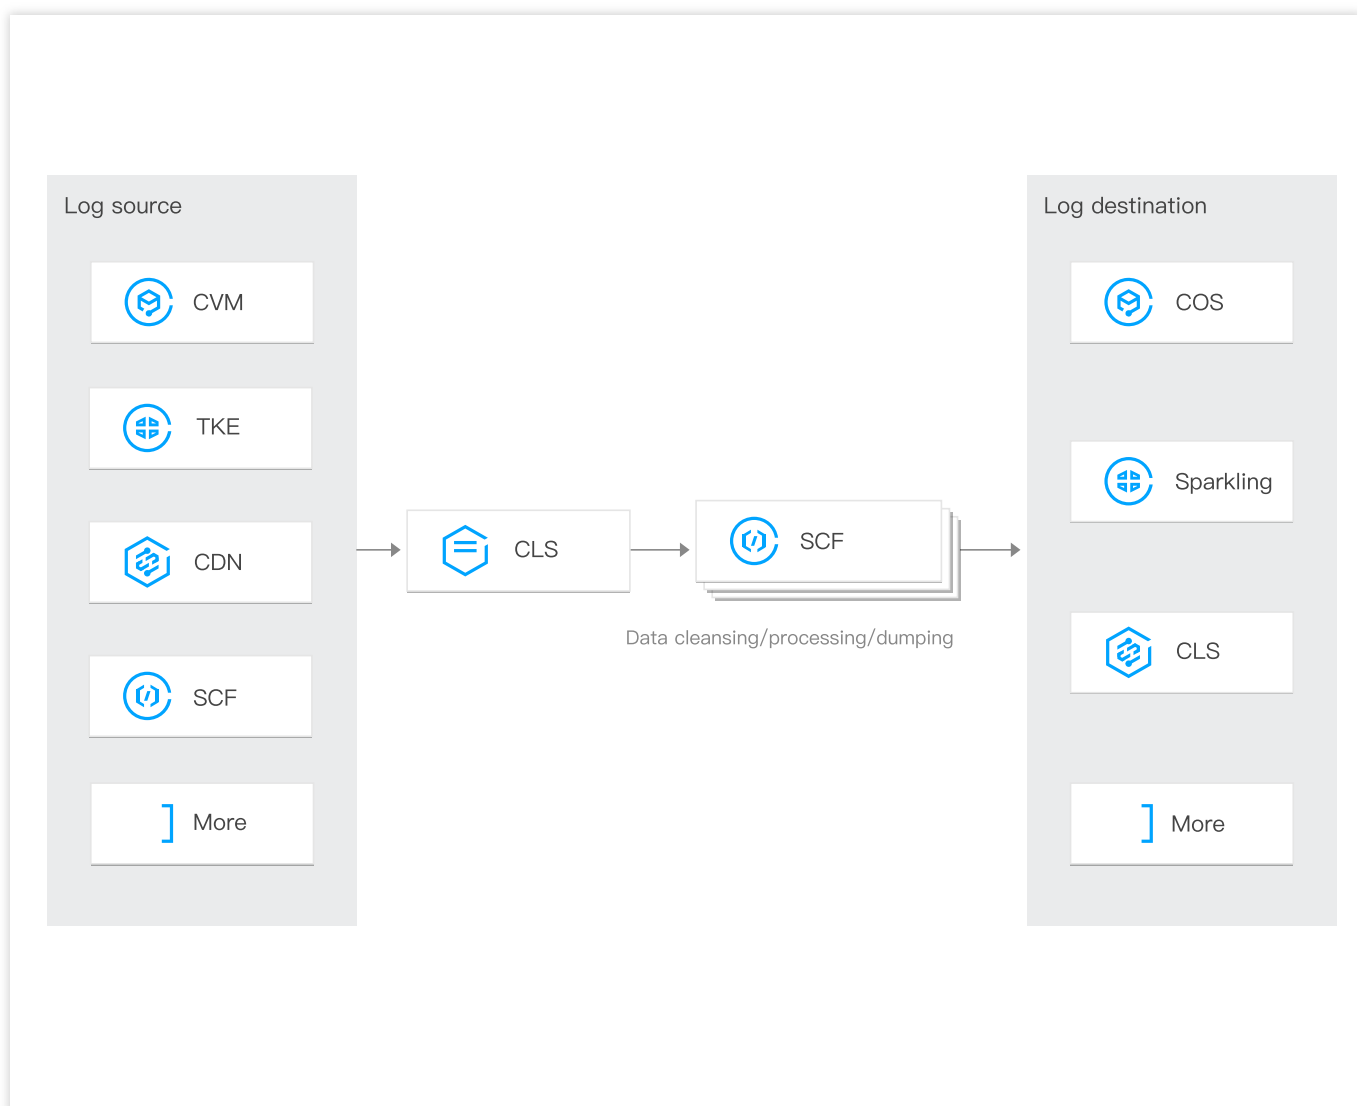 Log source
CVM
TKE
CDN
SCF
More
CLS
SCF
Data cleansing/processing/dumping
Log destination
COS
Sparkling
CLS
More